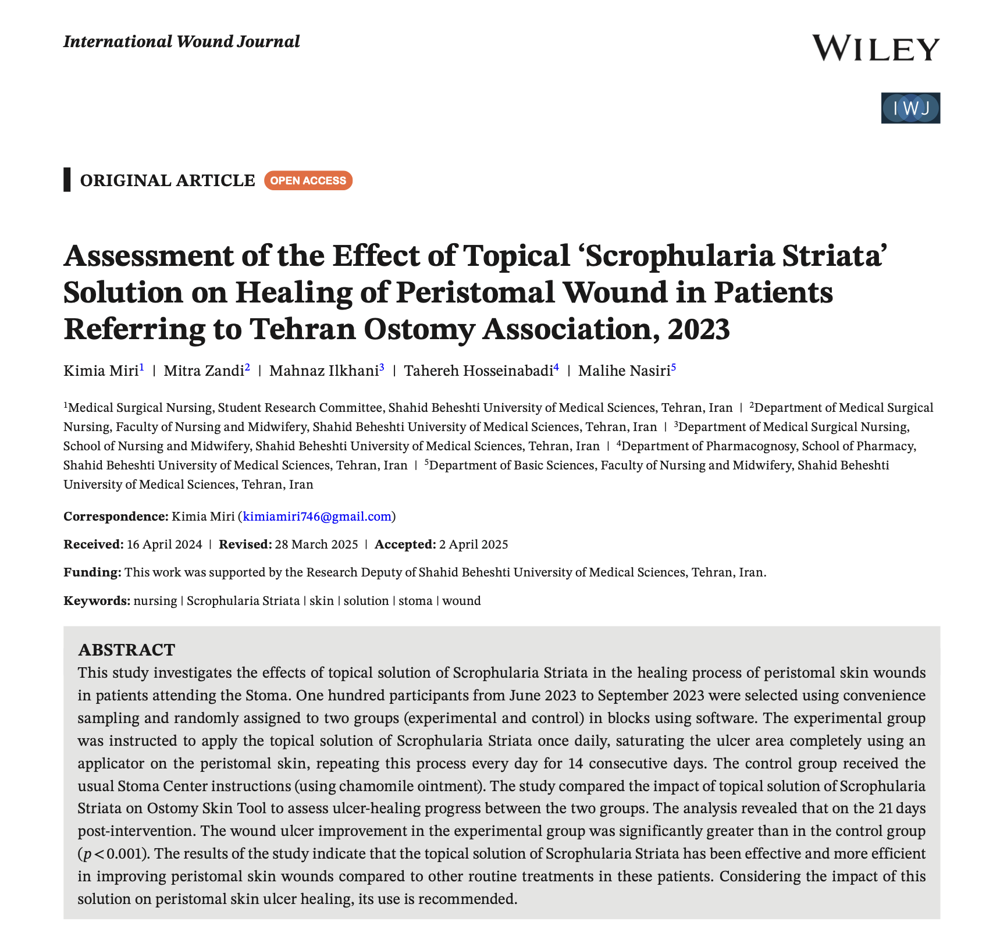 International Wound Journal
WILEY
IWJ
ORIGINAL ARTICLE OPEN ACCESS
Assessment of the Effect of Topical ‘Scrophularia Striata’
Solution on Healing of Peristomal Wound in Patients
Referring to Tehran Ostomy Association, 2023
Kimia Miri1 | Mitra Zandi2 | Mahnaz Ilkhani3 | Tahereh Hosseinabadi4 | Malihe Nasiri5
1Medical Surgical Nursing, Student Research Committee, Shahid Beheshti University of Medical Sciences, Tehran, Iran | 2Department of Medical Surgical
Nursing, Faculty of Nursing and Midwifery, Shahid Beheshti University of Medical Sciences, Tehran, Iran | 3Department of Medical Surgical Nursing,
School of Nursing and Midwifery, Shahid Beheshti University of Medical Sciences, Tehran, Iran | 4Department of Pharmacognosy, School of Pharmacy,
Shahid Beheshti University of Medical Sciences, Tehran, Iran | 5Department of Basic Sciences, Faculty of Nursing and Midwifery, Shahid Beheshti
University of Medical Sciences, Tehran, Iran
Correspondence: Kimia Miri (kimiamiri746@gmail.com)
Received: 16 April 2024 | Revised: 28 March 2025 | Accepted: 2 April 2025
Funding: This work was supported by the Research Deputy of Shahid Beheshti University of Medical Sciences, Tehran, Iran.
Keywords: nursing | Scrophularia Striata | skin | solution | stoma | wound
ABSTRACT
This study investigates the effects of topical solution of Scrophularia Striata in the healing process of peristomal skin wounds
in patients attending the Stoma. One hundred participants from June 2023 to September 2023 were selected using convenience
sampling and randomly assigned to two groups (experimental and control) in blocks using software. The experimental group
was instructed to apply the topical solution of Scrophularia Striata once daily, saturating the ulcer area completely using an
applicator on the peristomal skin, repeating this process every day for 14 consecutive days. The control group received the
usual Stoma Center instructions (using chamomile ointment). The study compared the impact of topical solution of Scrophularia
Striata on Ostomy Skin Tool to assess ulcer-healing progress between the two groups. The analysis revealed that on the 21 days
post-intervention. The wound ulcer improvement in the experimental group was significantly greater than in the control group
(p < 0.001). The results of the study indicate that the topical solution of Scrophularia Striata has been effective and more efficient
in improving peristomal skin wounds compared to other routine treatments in these patients. Considering the impact of this
solution on peristomal skin ulcer healing, its use is recommended.